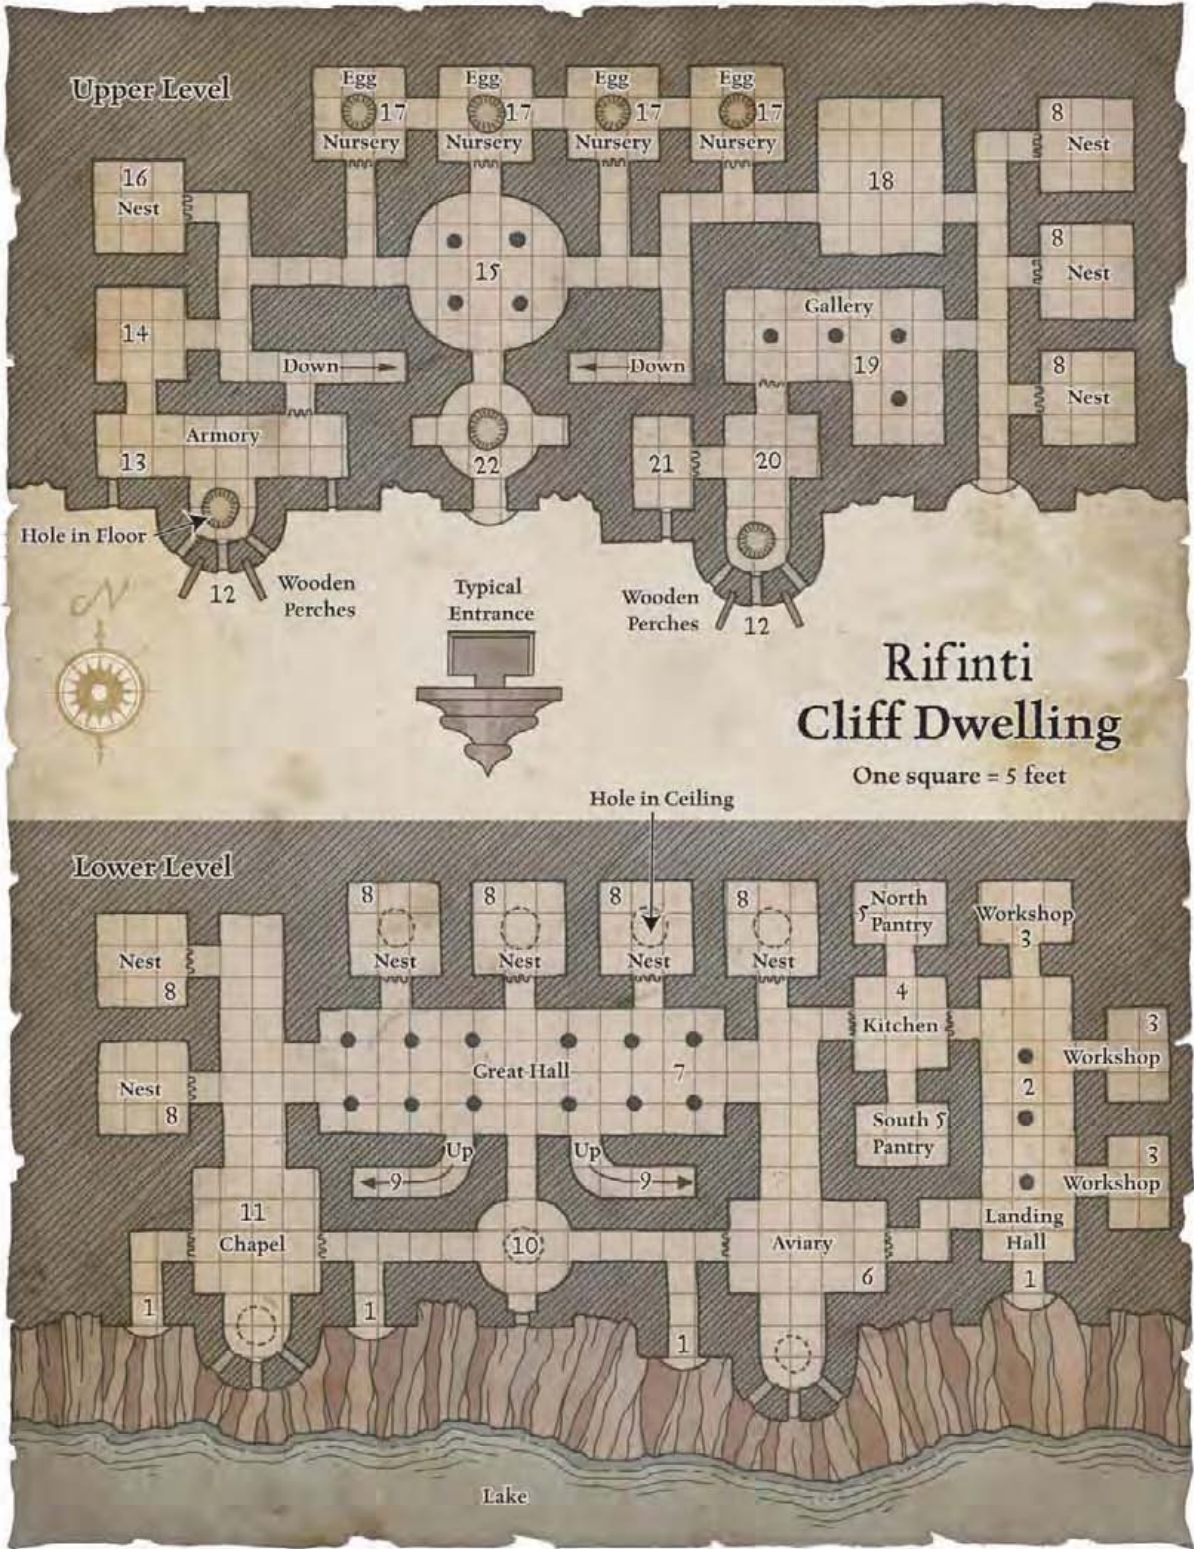 Upper Level
Egg
17
Nursery
Egg
17
Nursery
Egg
17
Nursery
Egg
17
Nursery
16
Nest
18
8
Nest
8
Nest
15
Gallery
19
14
Down
Down
8
Nest
Armory
13
22
21
20
Hole in Floor
12
Wooden
Perches
Typical
Entrance
Wooden
Perches
12
N
Rifinti
Cliff Dwelling
One square = 5 feet
Hole in Ceiling
Lower Level
8
Nest
8
Nest
8
Nest
8
Nest
North
5
Pantry
Workshop
3
Nest
8
4
Kitchen
3
Workshop
Great Hall
7
2
Nest
8
South 5
Pantry
Up
Up
9
9
3
Workshop
11
Chapel
10
Aviary
6
Landing
Hall
1
1
1
1
Lake